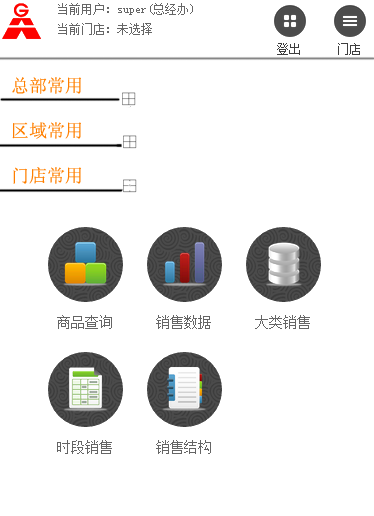 G
当前用户: super(总经办)
当前门店: 未选择
登出
门店
总部常用
区域常用
门店常用
商品查询
销售数据
大类销售
时段销售
销售结构